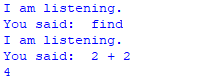 I am listening.
You said:  find
I am listening.
You said:  2 + 2
4